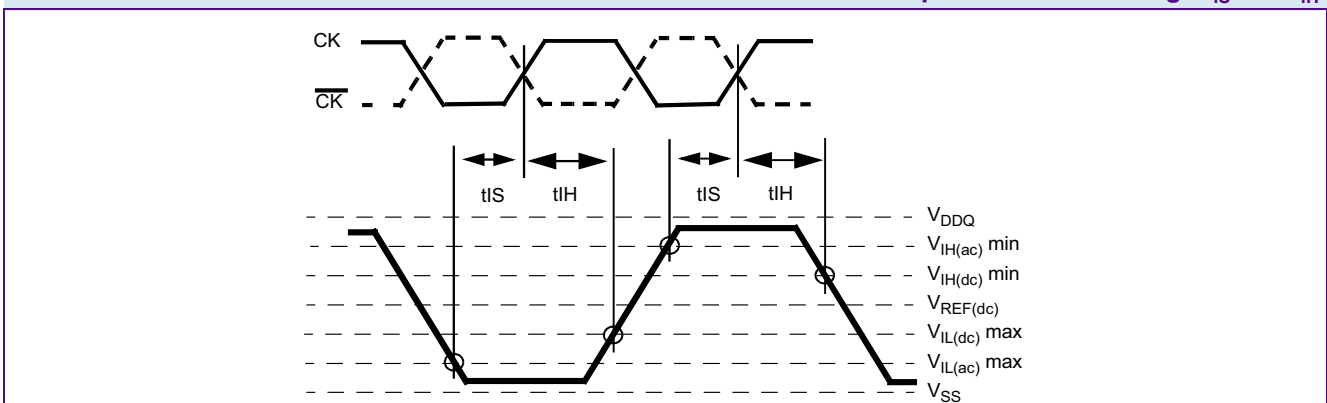 CK
CK
tIS
tIH
tIS
tIH
VDDQ
VIH(ac) min
VIH(dc) min
VREF(dc)
VIL(dc) max
VIL(ac) max
VSS